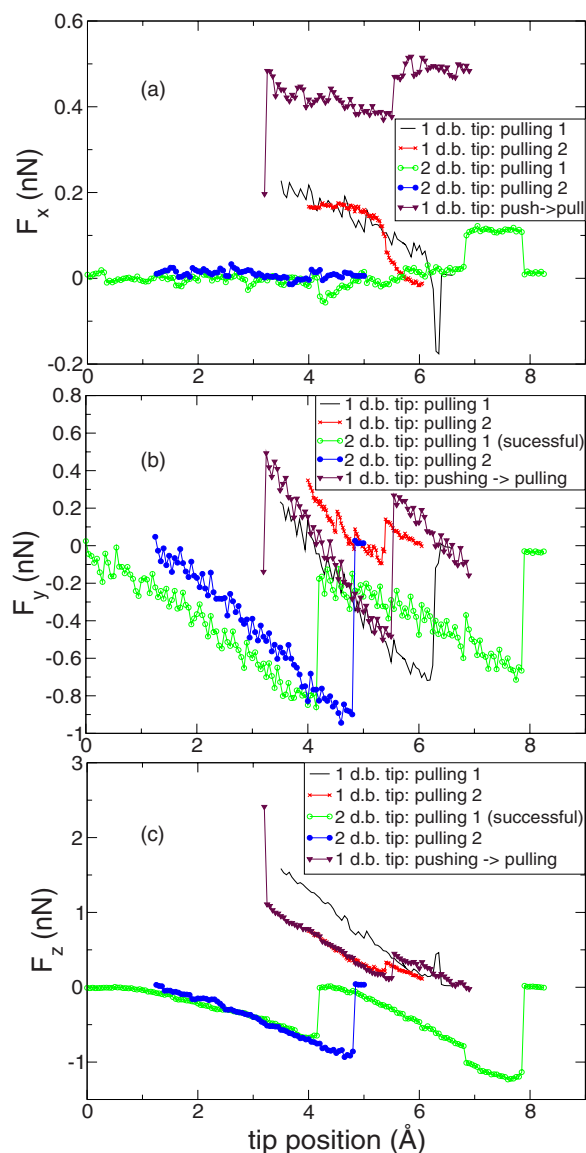 0.6
0.4
0.2
0
-0.2
F_x (nN)
(a)
1 d.b. tip: pulling 1
1 d.b. tip: pulling 2
2 d.b. tip: pulling 1
2 d.b. tip: pulling 2
1 d.b. tip: push->pull
0 2 4 6 8
0.8
0.6
0.4
0.2
0
-0.2
-0.4
-0.6
-0.8
-1
F_y (nN)
(b)
1 d.b. tip: pulling 1
1 d.b. tip: pulling 2
2 d.b. tip: pulling 1 (sucessful)
2 d.b. tip: pulling 2
1 d.b. tip: pushing -> pulling
0 2 4 6 8
3
2
1
0
-1
F_z (nN)
(c)
1 d.b. tip: pulling 1
1 d.b. tip: pulling 2
2 d.b. tip: pulling 1 (successful)
2 d.b. tip: pulling 2
1 d.b. tip: pushing -> pulling
0 2 4 6 8
tip position (Å)